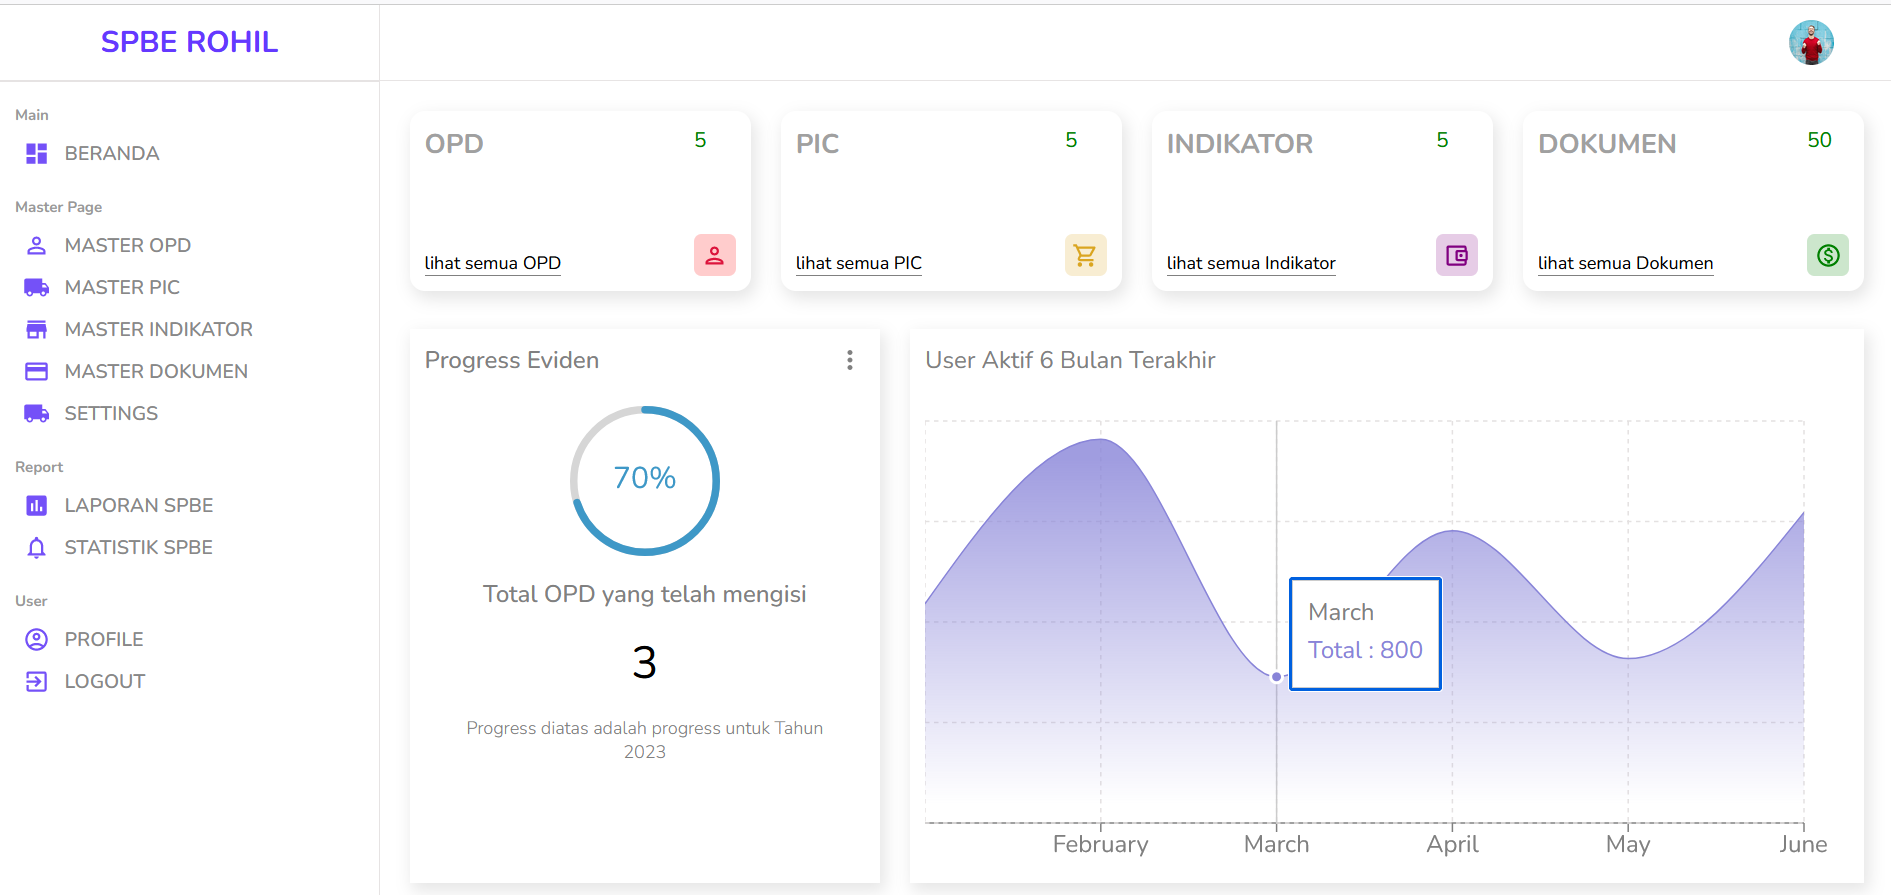 SPBE ROHIL
Main
BERANDA
Master Page
MASTER OPD
MASTER PIC
MASTER INDIKATOR
MASTER DOKUMEN
SETTINGS
Report
LAPORAN SPBE
STATISTIK SPBE
User
PROFILE
LOGOUT
OPD 5
lihat semua OPD
PIC 5
lihat semua PIC
INDIKATOR 5
lihat semua Indikator
DOKUMEN 50
lihat semua Dokumen
Progress Eviden
70%
Total OPD yang telah mengisi
3
Progress diatas adalah progress untuk Tahun
2023
User Aktif 6 Bulan Terakhir
March
Total : 800
February March April May June